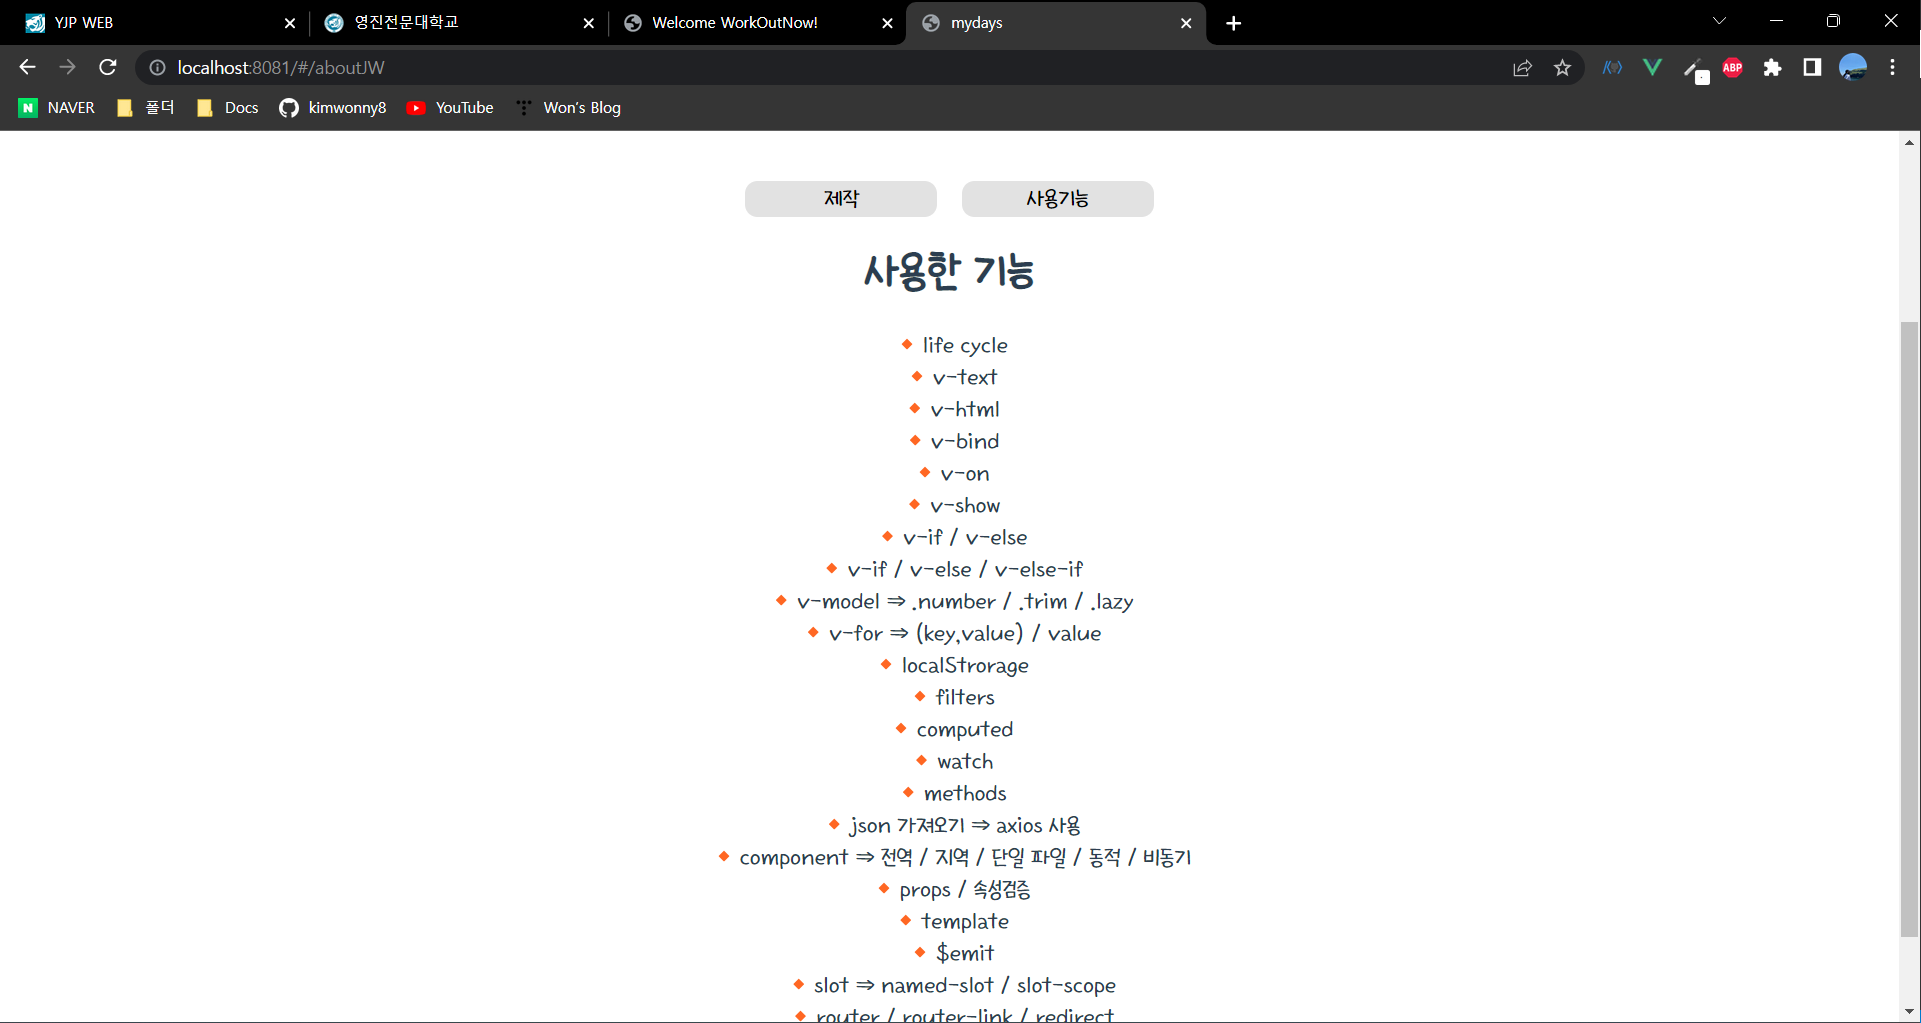 YJP WEB
영진전문대학교
Welcome WorkOutNow!
mydays
localhost:8081/#/aboutJW
ABP
N NAVER
폴더
Docs
kimwonny8
YouTube
Won's Blog
제작
사용기능
사용한 기능
life cycle
v-text
v-html
v-bind
v-on
v-show
v-if / v-else
v-if / v-else / v-else-if
v-model ⇒ .number / .trim / .lazy
v-for ⇒ (key,value) / value
localStrorage
filters
computed
watch
methods
json 가져오기 ⇒ axios 사용
component ⇒ 전역 / 지역 / 단일 파일 / 동적 / 비동기
props / 속성검증
template
$emit
slot ⇒ named-slot / slot-scope
router / router-link / redirect